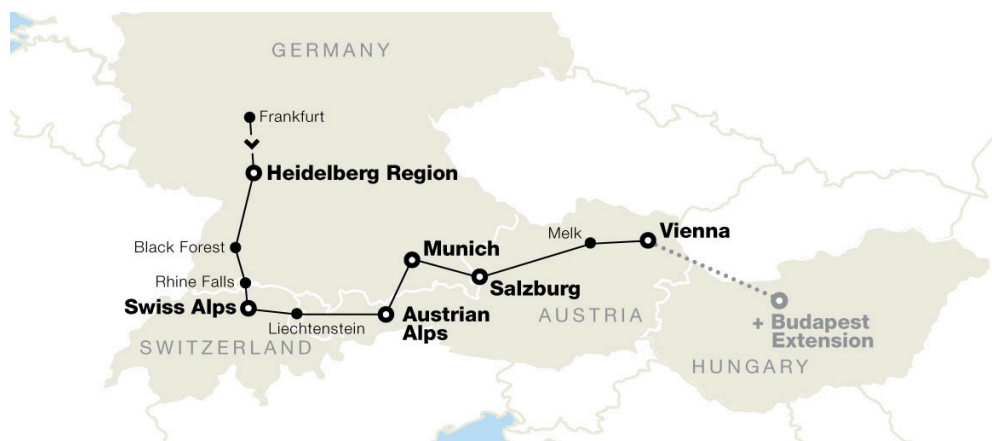 GERMANY
Frankfurt
Heidelberg Region
Black Forest
Rhine Falls
Swiss Alps
Liechtenstein
SWITZERLAND
Munich
Austrian
Alps
Salzburg
Melk
Vienna
AUSTRIA
+ Budapest
Extension
HUNGARY